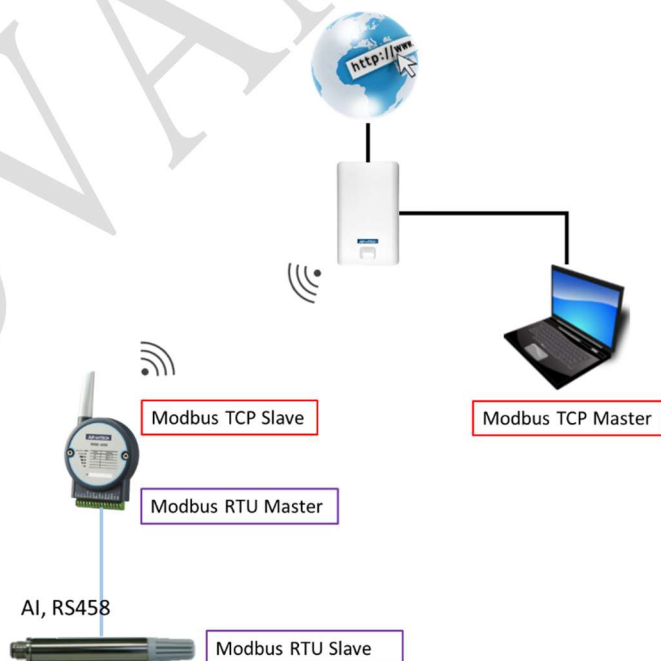 http://www.
Modbus TCP Slave
Modbus TCP Master
Modbus RTU Master
AI, RS458
Modbus RTU Slave